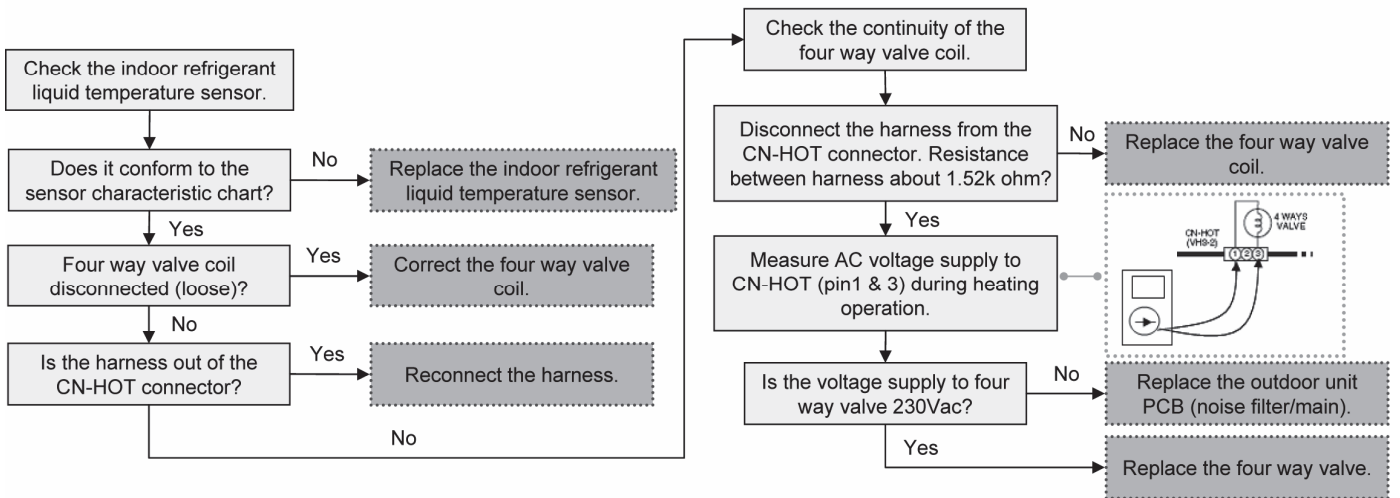 Check the indoor refrigerant
liquid temperature sensor.
Does it conform to the
sensor characteristic chart?
No
Replace the indoor refrigerant
liquid temperature sensor.
Yes
Four way valve coil
disconnected (loose)?
Yes
Correct the four way valve
coil.
No
Is the harness out of the
CN-HOT connector?
Yes
Reconnect the harness.
No
Check the continuity of the
four way valve coil.
Disconnect the harness from the
CN-HOT connector. Resistance
between harness about 1.52k ohm?
No
Replace the four way valve
coil.
Yes
Measure AC voltage supply to
CN-HOT (pin1 & 3) during heating
operation.
4 WAYS
VALVE
CN-HOT
(VHS-2)
1 2 3
Is the voltage supply to four
way valve 230Vac?
No
Replace the outdoor unit
PCB (noise filter/main).
Yes
Replace the four way valve.